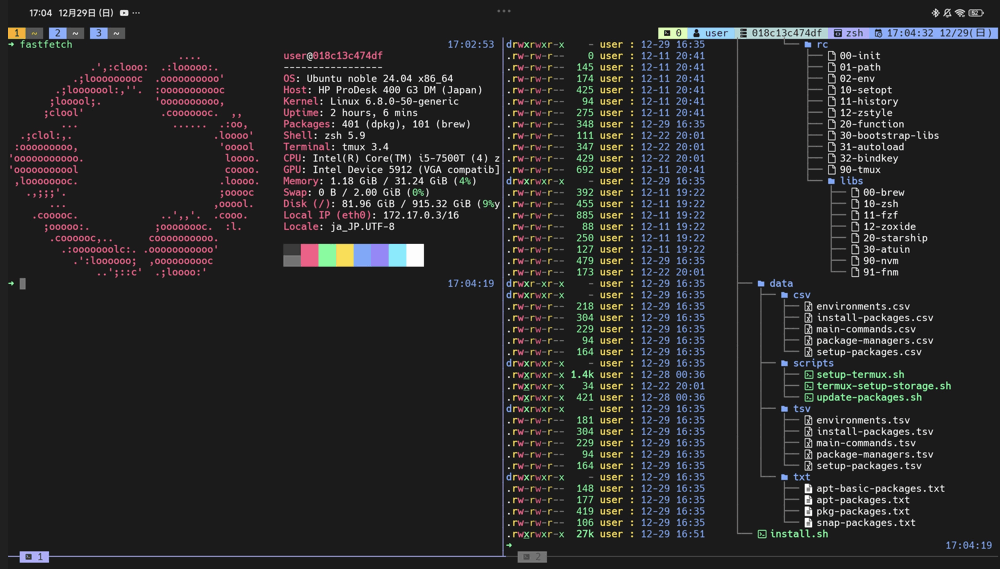 17:04 12月29日 (日)
52
1 ~ 2 ~ 3 ~
0 user 018c13c474df zsh 17:04:32 12/29(日)
➜ fastfetch 17:02:53
user@018c13c474df
-----------------
OS: Ubuntu noble 24.04 x86_64
Host: HP ProDesk 400 G3 DM (Japan)
Kernel: Linux 6.8.0-50-generic
Uptime: 2 hours, 6 mins
Packages: 401 (dpkg), 101 (brew)
Shell: zsh 5.9
Terminal: tmux 3.4
CPU: Intel(R) Core(TM) i5-7500T (4) z
GPU: Intel Device 5912 (VGA compatib]
Memory: 1.18 GiB / 31.24 GiB (4%)
Swap: 0 B / 2.00 GiB (0%)
Disk (/): 81.96 GiB / 915.32 GiB (9%y
Local IP (eth0): 172.17.0.3/16
Locale: ja_JP.UTF-8
➜ 17:04:19
drwxrwxr-x - user : 12-29 16:35 rc
.rw-rw-r-- 0 user : 12-11 20:41 00-init
.rw-rw-r-- 145 user : 12-11 20:41 01-path
.rw-rw-r-- 174 user : 12-11 20:41 02-env
.rw-rw-r-- 425 user : 12-11 20:41 10-setopt
.rw-rw-r-- 94 user : 12-11 20:41 11-history
.rw-rw-r-- 275 user : 12-11 20:41 12-zstyle
.rw-rw-r-- 348 user : 12-29 16:35 20-function
.rw-rw-r-- 111 user : 12-22 20:01 30-bootstrap-libs
.rw-rw-r-- 347 user : 12-22 20:01 31-autoload
.rw-rw-r-- 429 user : 12-22 20:01 32-bindkey
.rw-rw-r-- 692 user : 12-11 20:41 90-tmux
drwxrwxr-x - user : 12-29 16:35 libs
.rw-rw-r-- 392 user : 12-11 19:22 00-brew
.rw-rw-r-- 455 user : 12-11 19:22 10-zsh
.rw-rw-r-- 885 user : 12-11 19:22 11-fzf
.rw-rw-r-- 88 user : 12-11 19:22 12-zoxide
.rw-rw-r-- 250 user : 12-11 19:22 20-starship
.rw-rw-r-- 127 user : 12-11 19:22 30-atuin
.rw-rw-r-- 479 user : 12-29 16:35 90-nvm
.rw-rw-r-- 173 user : 12-22 20:01 91-fnm
drwxrwxr-x - user : 12-29 16:35 data
drwxrwxr-x - user : 12-29 16:35 csv
.rw-rw-r-- 218 user : 12-29 16:35 environments.csv
.rw-rw-r-- 304 user : 12-29 16:35 install-packages.csv
.rw-rw-r-- 229 user : 12-29 16:35 main-commands.csv
.rw-rw-r-- 94 user : 12-29 16:35 package-managers.csv
.rw-rw-r-- 164 user : 12-29 16:35 setup-packages.csv
drwxrwxr-x - user : 12-29 16:35 scripts
.rwxrwxr-x 1.4k user : 12-28 00:36 setup-termux.sh
.rwxrwxr-x 34 user : 12-22 20:01 termux-setup-storage.sh
.rwxrwxr-x 421 user : 12-28 00:36 update-packages.sh
drwxrwxr-x - user : 12-29 16:35 tsv
.rw-rw-r-- 181 user : 12-29 16:35 environments.tsv
.rw-rw-r-- 304 user : 12-29 16:35 install-packages.tsv
.rw-rw-r-- 229 user : 12-29 16:35 main-commands.tsv
.rw-rw-r-- 94 user : 12-29 16:35 package-managers.tsv
.rw-rw-r-- 164 user : 12-29 16:35 setup-packages.tsv
drwxrwxr-x - user : 12-29 16:35 txt
.rw-rw-r-- 148 user : 12-29 16:35 apt-basic-packages.txt
.rw-rw-r-- 177 user : 12-29 16:35 apt-packages.txt
.rw-rw-r-- 419 user : 12-29 16:35 pkg-packages.txt
.rw-rw-r-- 106 user : 12-29 16:35 snap-packages.txt
.rwxrwxr-x 27k user : 12-29 16:51 install.sh
➜ 17:04:19
1
2